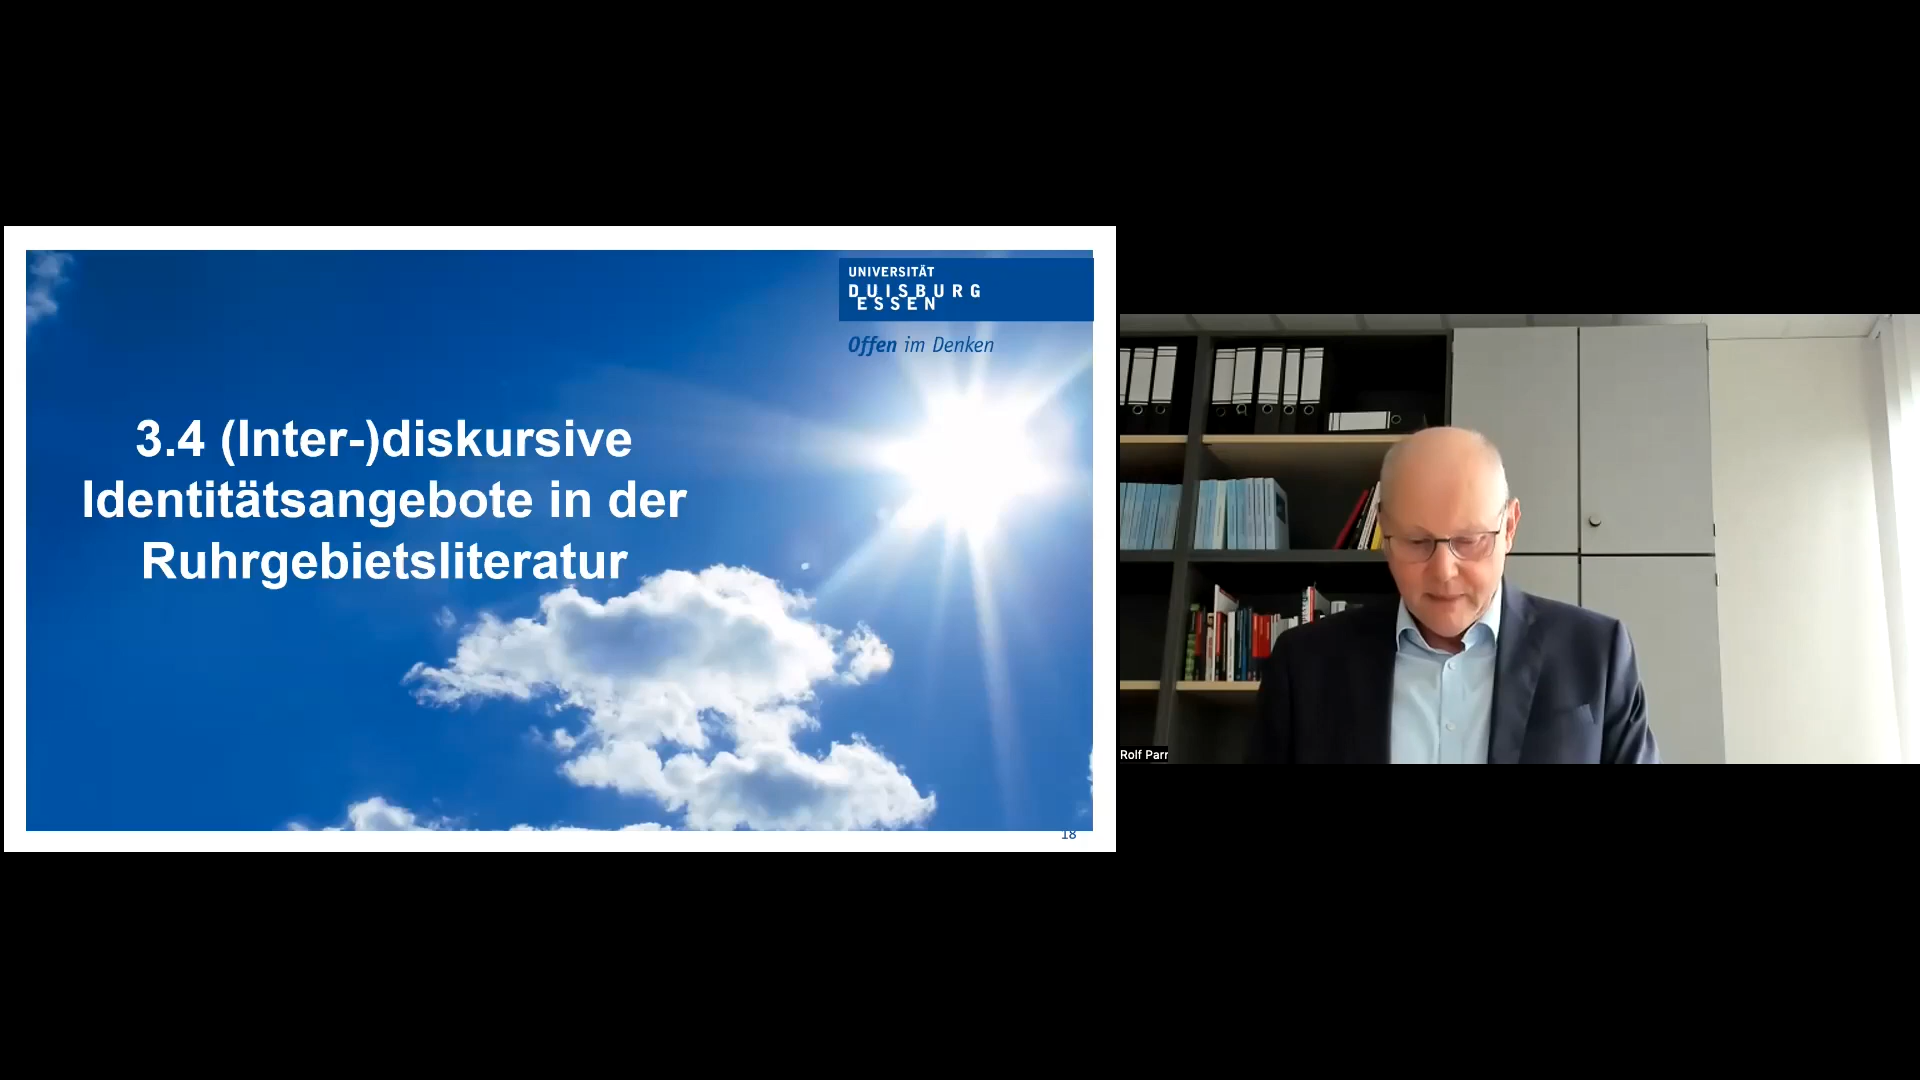 UNIVERSITÄT
DUISBURG
ESSEN
Offen im Denken
3.4 (Inter-)diskursive
Identitätsangebote in der
Ruhrgebietsliteratur
18
Rolf Parr